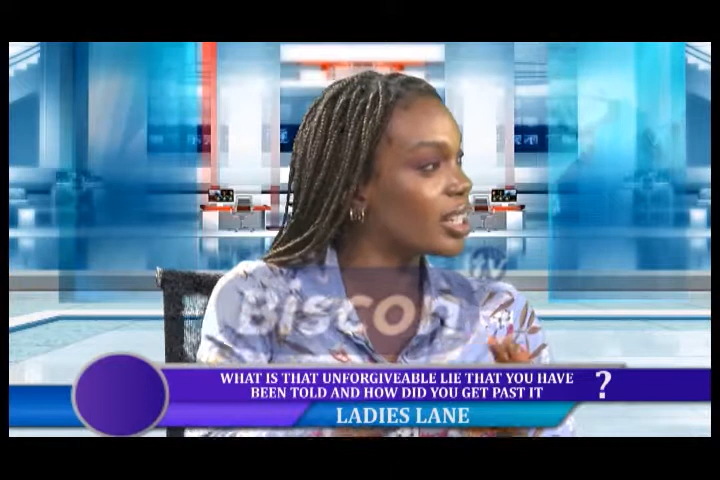 Biscon
TV
WHAT IS THAT UNFORGIVEABLE LIE THAT YOU HAVE
BEEN TOLD AND HOW DID YOU GET PAST IT
?
LADIES LANE